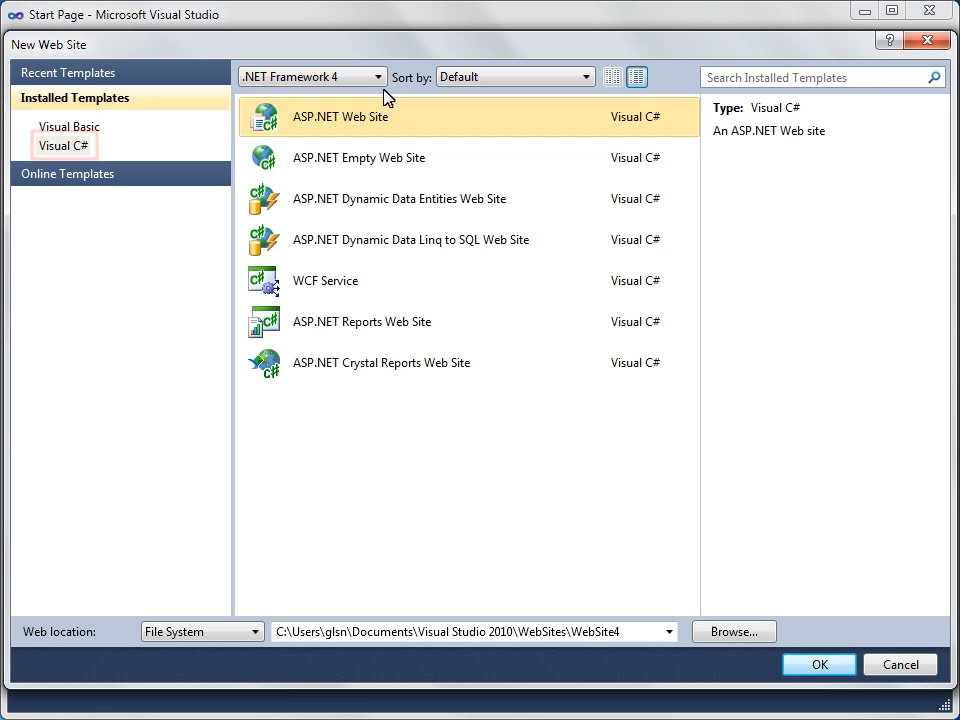 Start Page - Microsoft Visual Studio
New Web Site
?
Recent Templates
.NET Framework 4
Sort by:
Default
Search Installed Templates
Installed Templates
Visual Basic
Visual C#
Online Templates
ASP.NET Web Site Visual C#
ASP.NET Empty Web Site Visual C#
ASP.NET Dynamic Data Entities Web Site Visual C#
ASP.NET Dynamic Data Linq to SQL Web Site Visual C#
WCF Service Visual C#
ASP.NET Reports Web Site Visual C#
ASP.NET Crystal Reports Web Site Visual C#
Type: Visual C#
An ASP.NET Web site
Web location:
File System
C:\Users\glsn\Documents\Visual Studio 2010\WebSites\WebSite4
Browse...
OK
Cancel